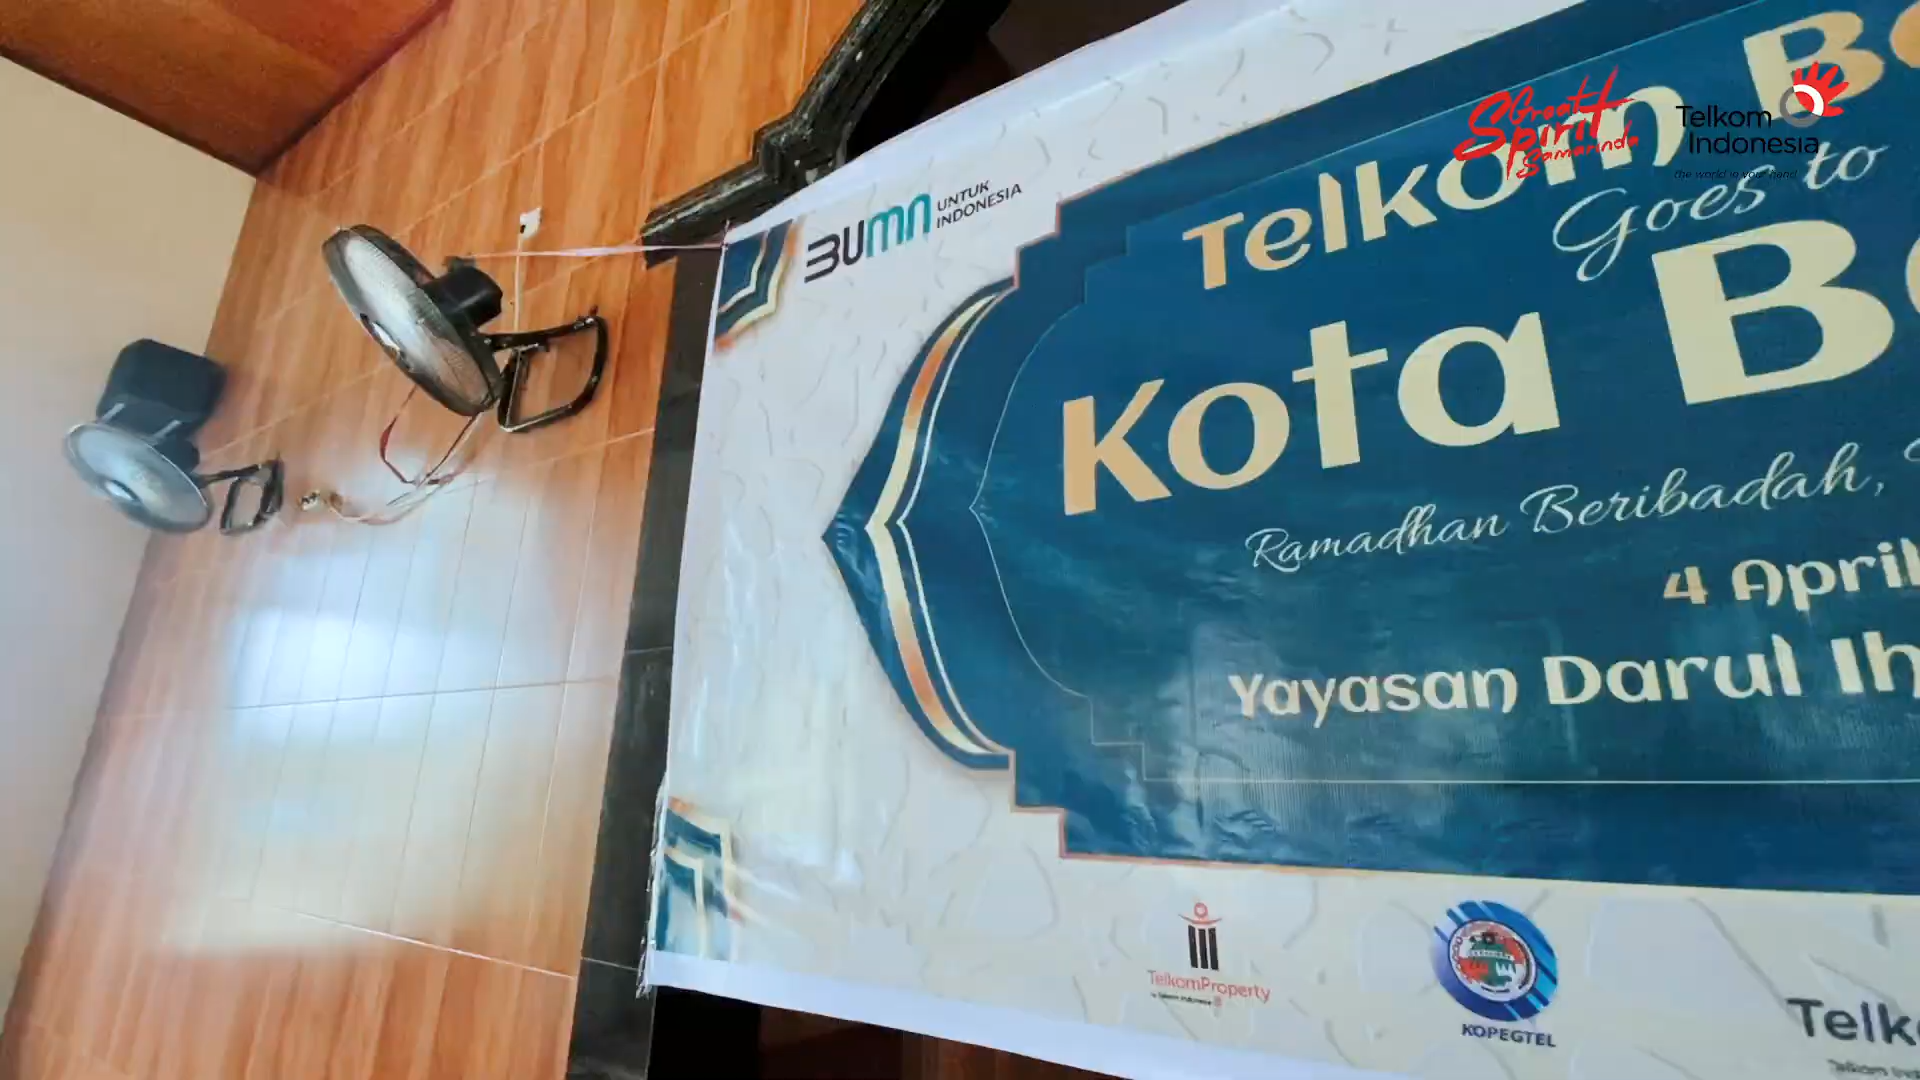 BUMN UNTUK
INDONESIA
Telkom
Goes to
Kota
Ramadhan Beribadah,
4 April
Yayasan Darul
TelkomProperty
KOPEGTEL
Great
Spirit
Samarinda
Telkom
Indonesia
the world in your hand